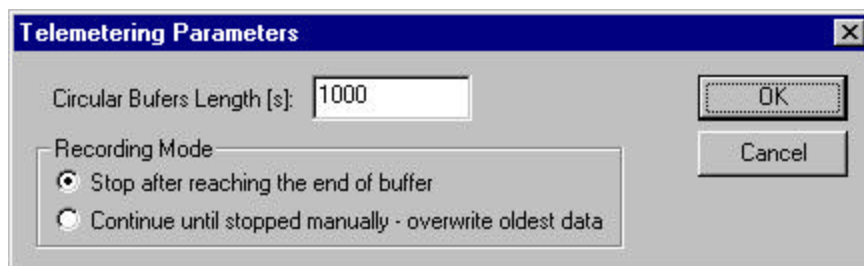 Telemetering Parameters
Circular Bufers Length [s]: 1000
OK
Cancel
Recording Mode
Stop after reaching the end of buffer
Continue until stopped manually - overwrite oldest data